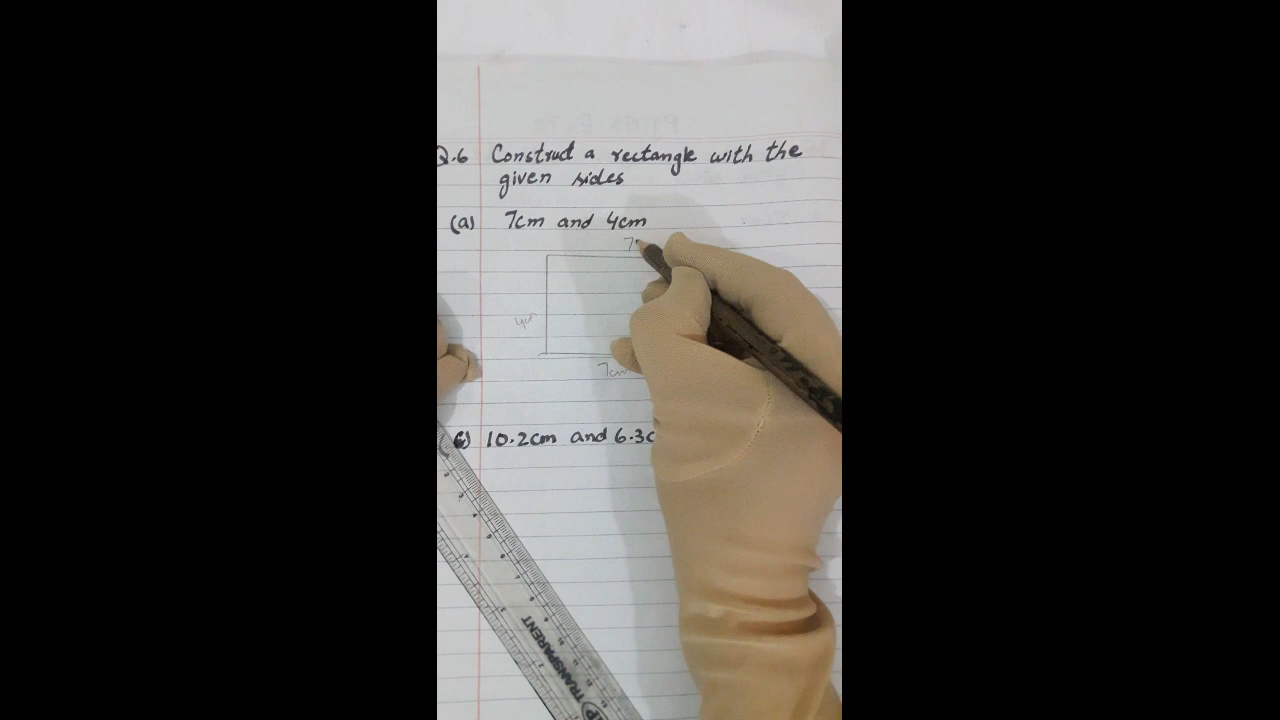 Q.6 Construct a rectangle with the
given sides
(a) 7cm and 4cm
7
4cm
7cm
(c) 10.2cm and 6.3c
TRANSPARENT